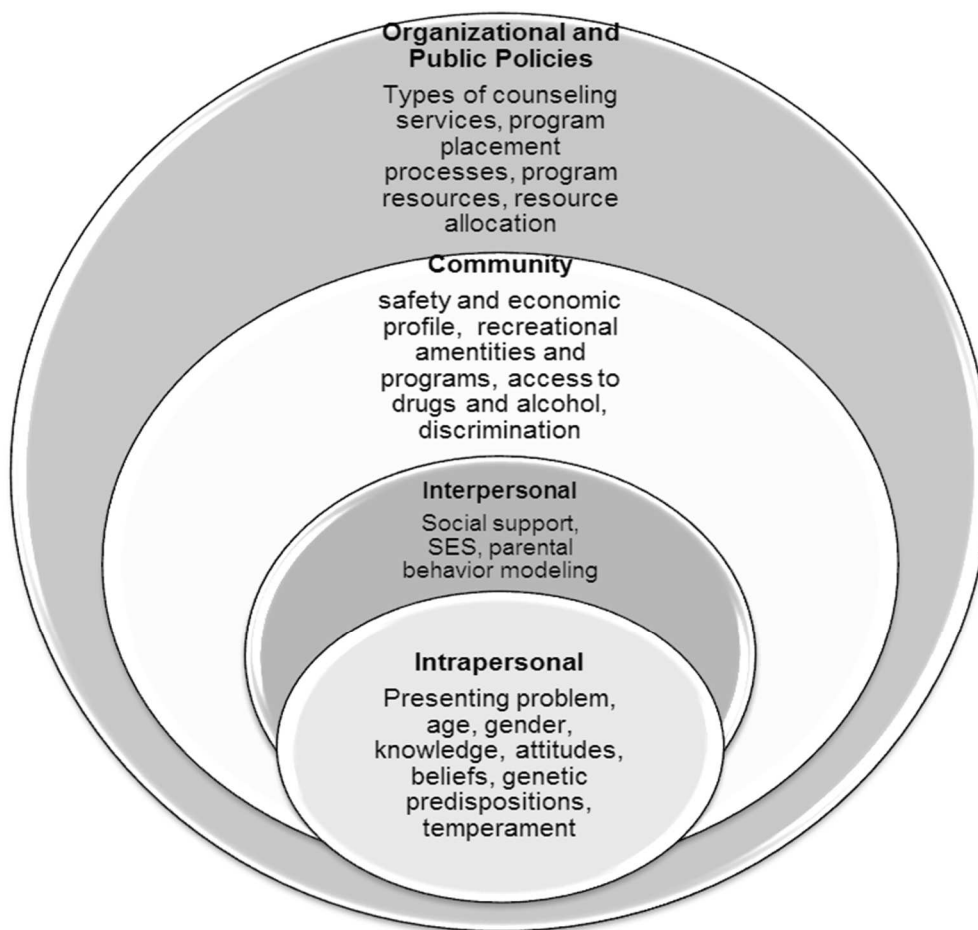 Organizational and
Public Policies
Types of counseling
services, program
placement
processes, program
resources, resource
allocation
Community
safety and economic
profile, recreational
amentities and
programs, access to
drugs and alcohol,
discrimination
Interpersonal
Social support,
SES, parental
behavior modeling
Intrapersonal
Presenting problem,
age, gender,
knowledge, attitudes,
beliefs, genetic
predispositions,
temperament